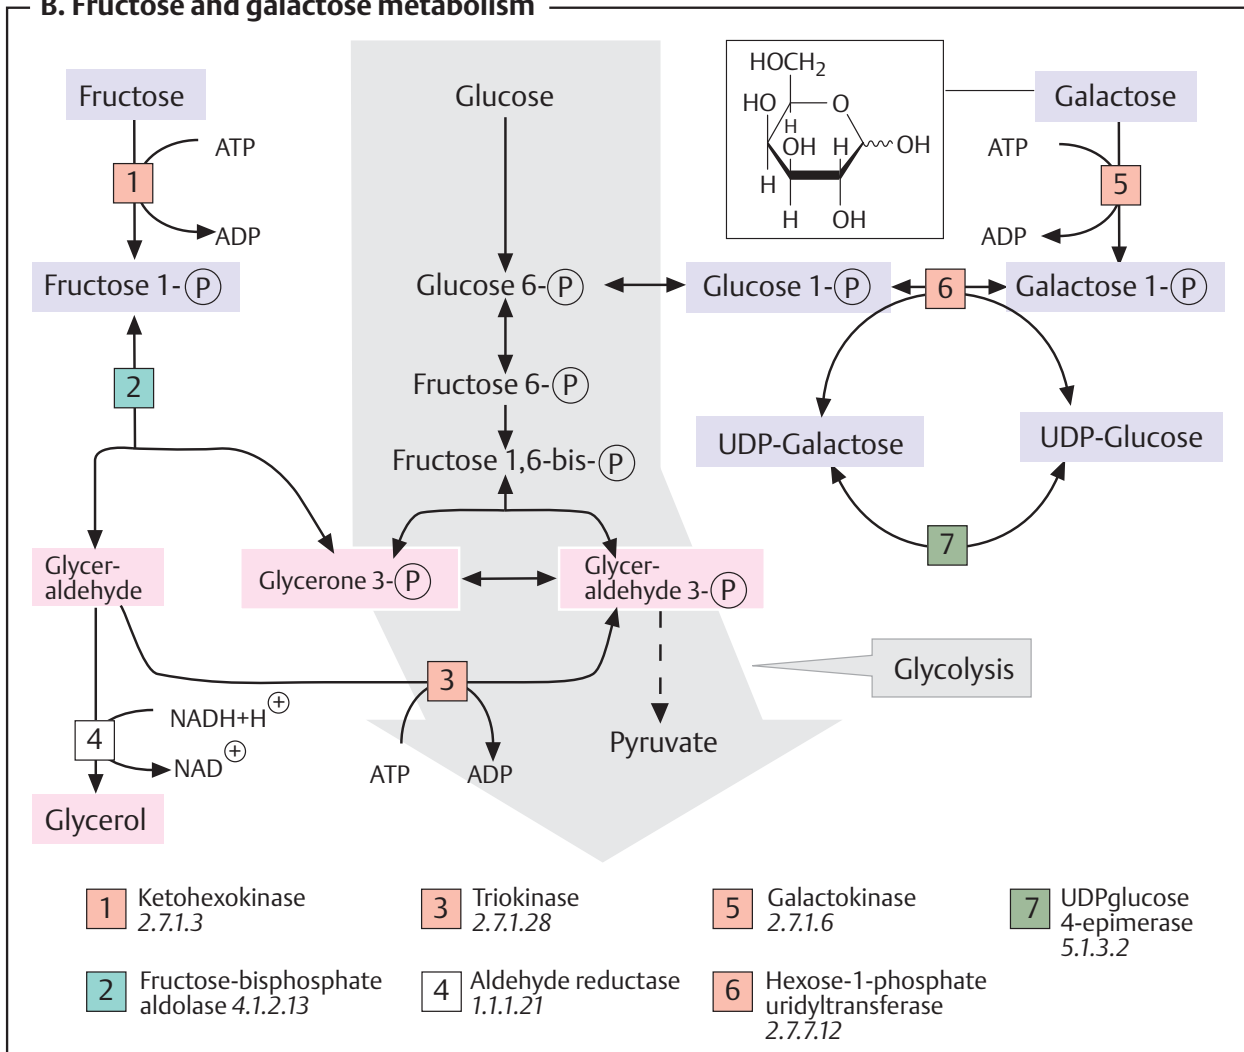 B. Fructose and galactose metabolism
Fructose
ATP
1
ADP
Fructose 1-P
2
Glycer-
aldehyde
NADH+H+
4
NAD+
Glycerol
Glucose
Glucose 6-P
Fructose 6-P
Fructose 1,6-bis-P
Glycerone 3-P
Glycer-
aldehyde 3-P
3
ATP
ADP
Pyruvate
Glycolysis
HOCH2
HO
O
H
OH
H
OH
H
H
OH
Galactose
ATP
5
ADP
Glucose 1-P
6
Galactose 1-P
UDP-Galactose
UDP-Glucose
7
1
Ketohexokinase
2.7.1.3
2
Fructose-bisphosphate
aldolase 4.1.2.13
3
Triokinase
2.7.1.28
4
Aldehyde reductase
1.1.1.21
5
Galactokinase
2.7.1.6
6
Hexose-1-phosphate
uridyltransferase
2.7.7.12
7
UDPglucose
4-epimerase
5.1.3.2